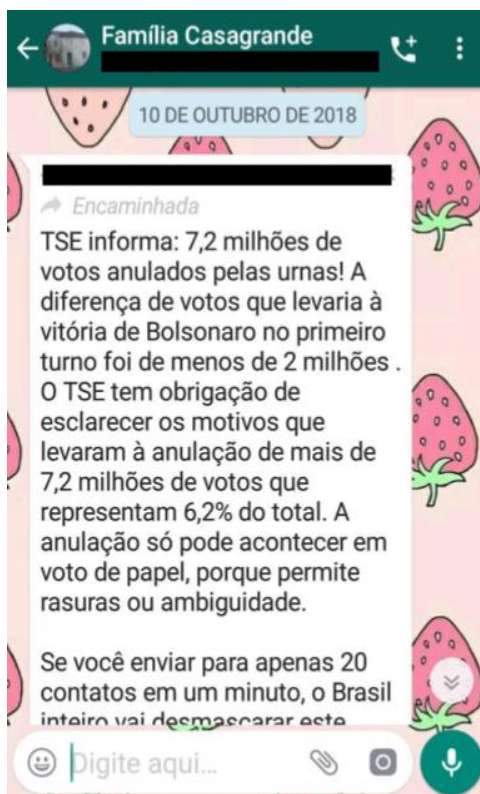 Família Casagrande
10 DE OUTUBRO DE 2018
Encaminhada
TSE informa: 7,2 milhões de
votos anulados pelas urnas! A
diferença de votos que levaria à
vitória de Bolsonaro no primeiro
turno foi de menos de 2 milhões .
O TSE tem obrigação de
esclarecer os motivos que
levaram à anulação de mais de
7,2 milhões de votos que
representam 6,2% do total. A
anulação só pode acontecer em
voto de papel, porque permite
rasuras ou ambiguidade.
Se você enviar para apenas 20
contatos em um minuto, o Brasil
inteiro vai desmascarar este
Digite aqui...